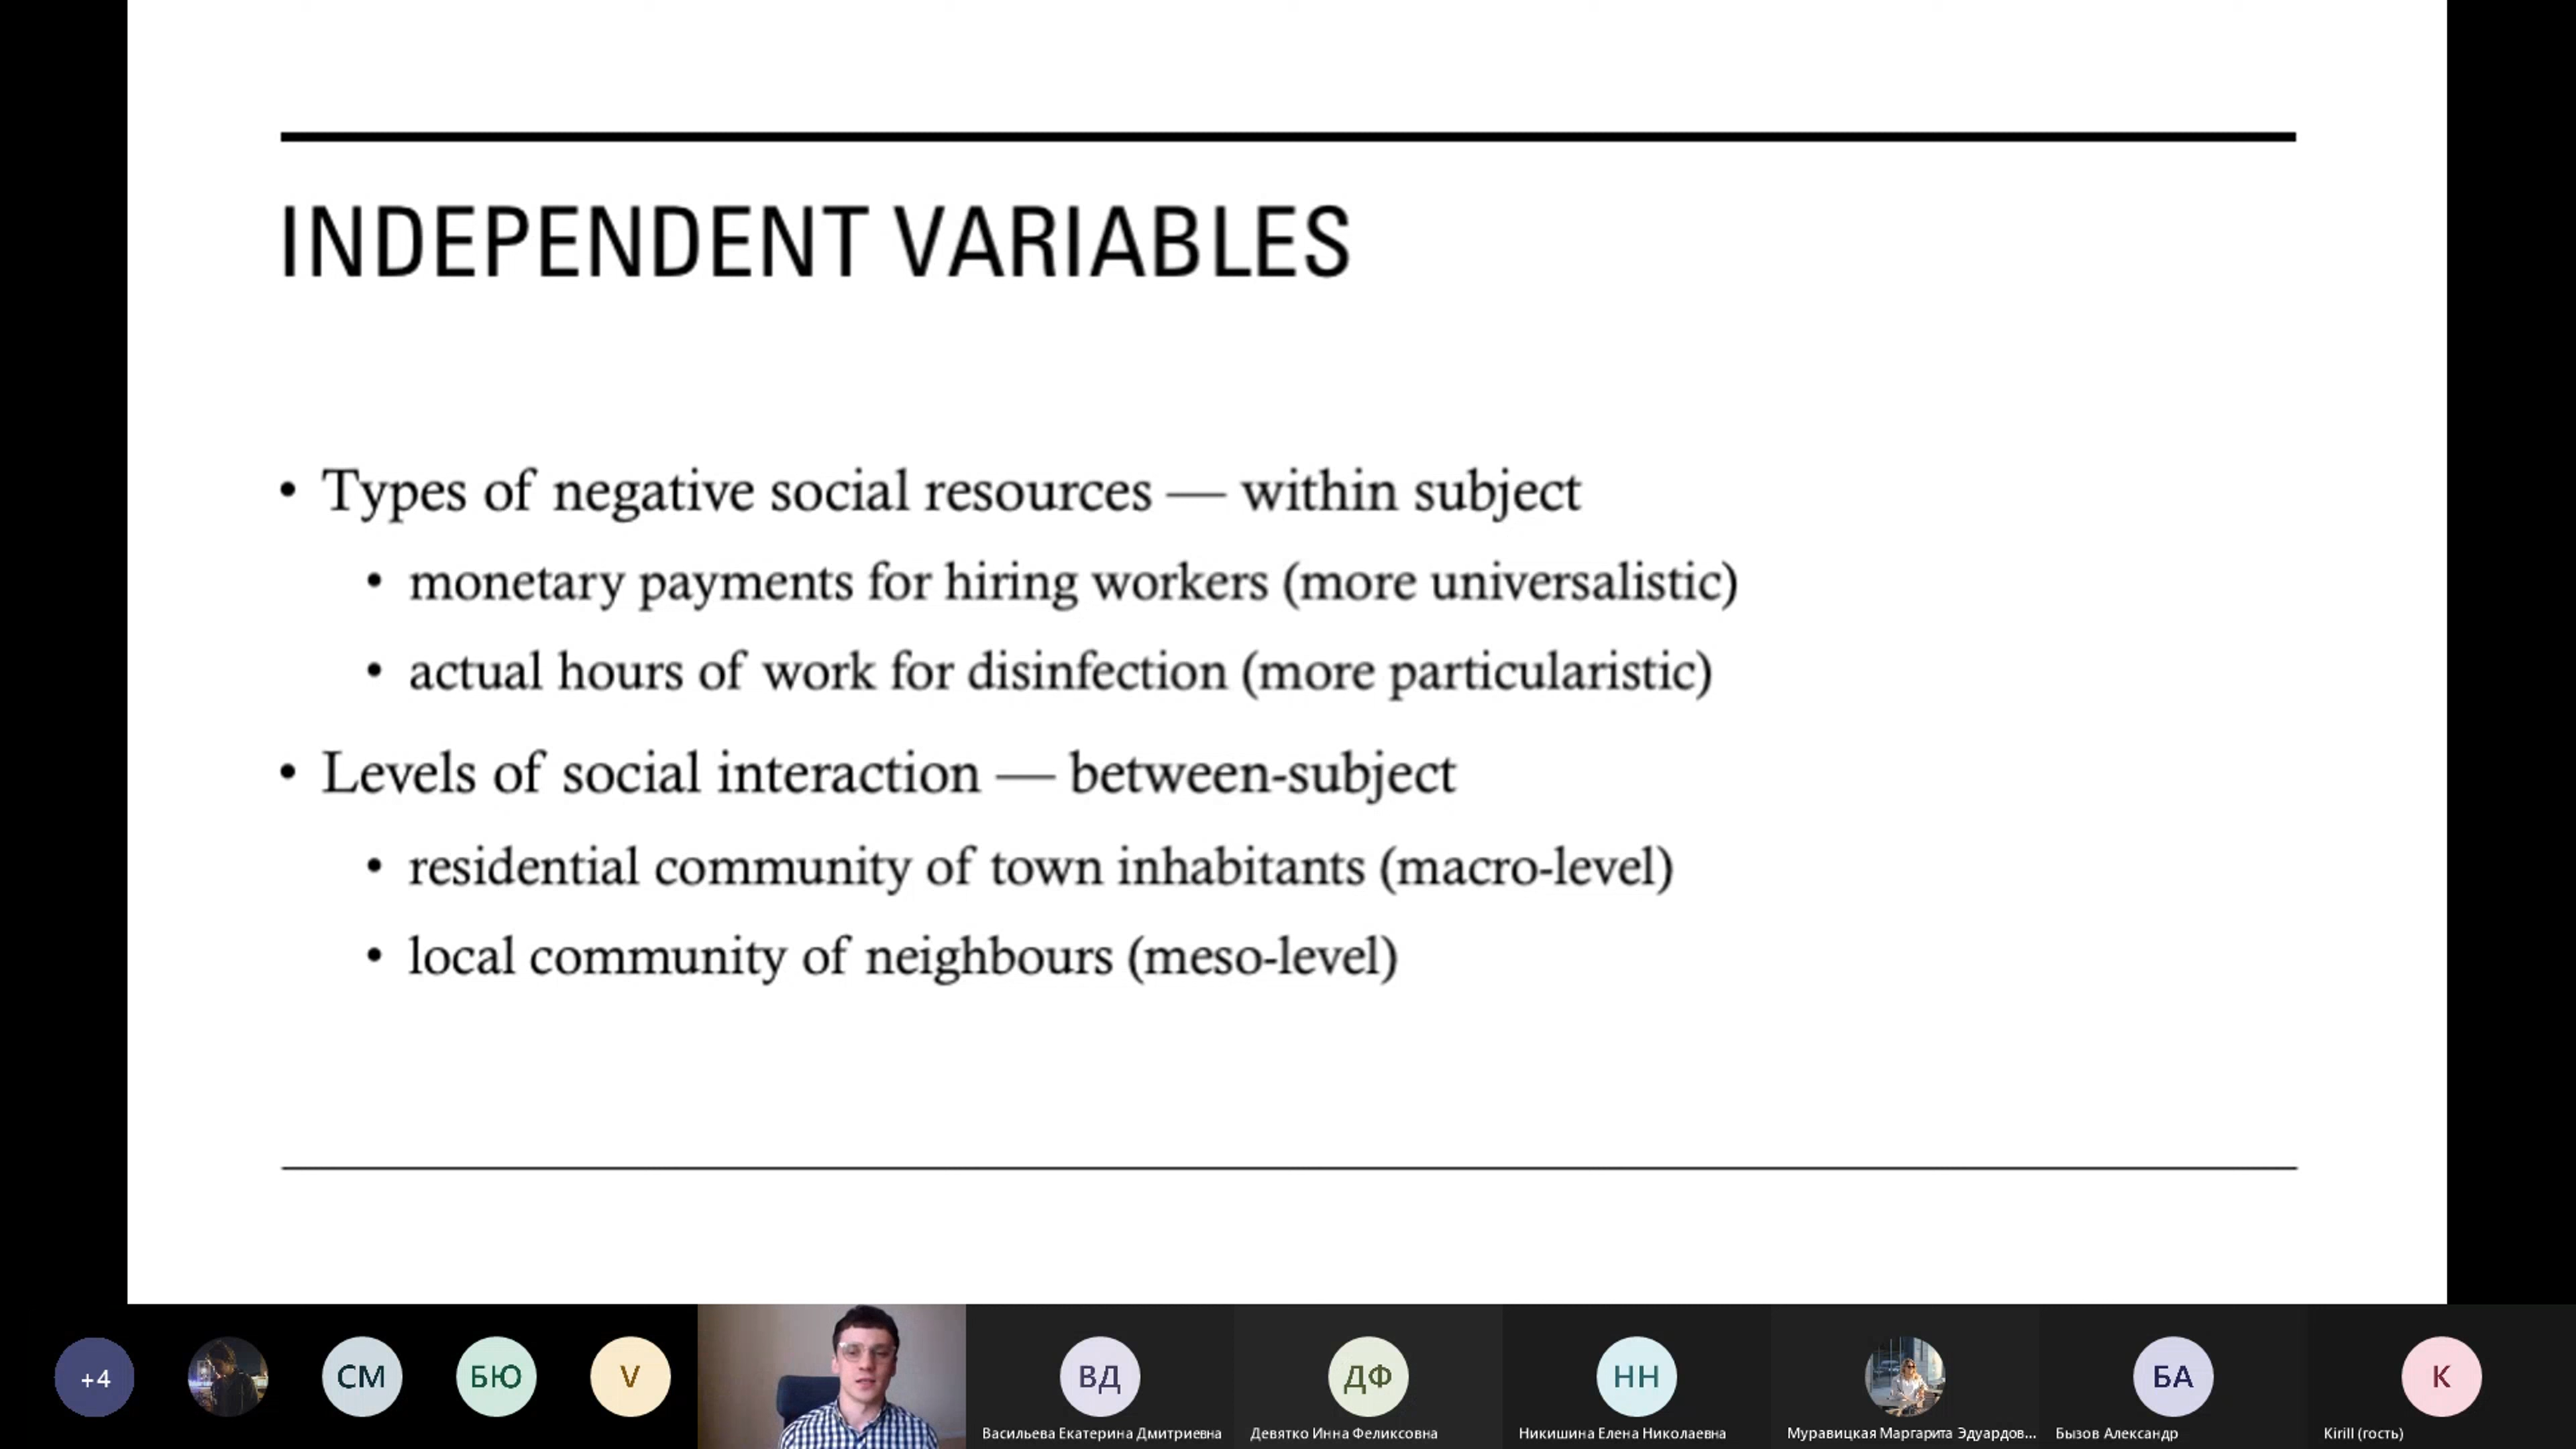 INDEPENDENT VARIABLES
• Types of negative social resources — within subject
• monetary payments for hiring workers (more universalistic)
• actual hours of work for disinfection (more particularistic)
• Levels of social interaction — between-subject
• residential community of town inhabitants (macro-level)
• local community of neighbours (meso-level)
+4
СМ
БЮ
V
ВД
ДФ
НН
БА
K
Васильева Екатерина Дмитриевна
Девятко Инна Феликсовна
Никишина Елена Николаевна
Муравицкая Маргарита Эдуардов...
Бызов Александр
Kirill (гость)